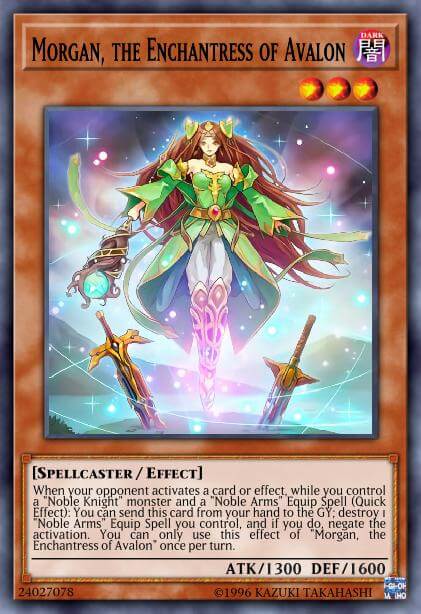 MORGAN, THE ENCHANTRESS OF AVALON
DARK
闇
[SPELLCASTER / EFFECT]
When your opponent activates a card or effect, while you control
a "Noble Knight" monster and a "Noble Arms" Equip Spell (Quick
Effect): You can send this card from your hand to the GY; destroy 1
"Noble Arms" Equip Spell you control, and if you do, negate the
activation. You can only use this effect of "Morgan, the
Enchantress of Avalon" once per turn.
ATK/1300 DEF/1600
24027078
©1996 KAZUKI TAKAHASHI